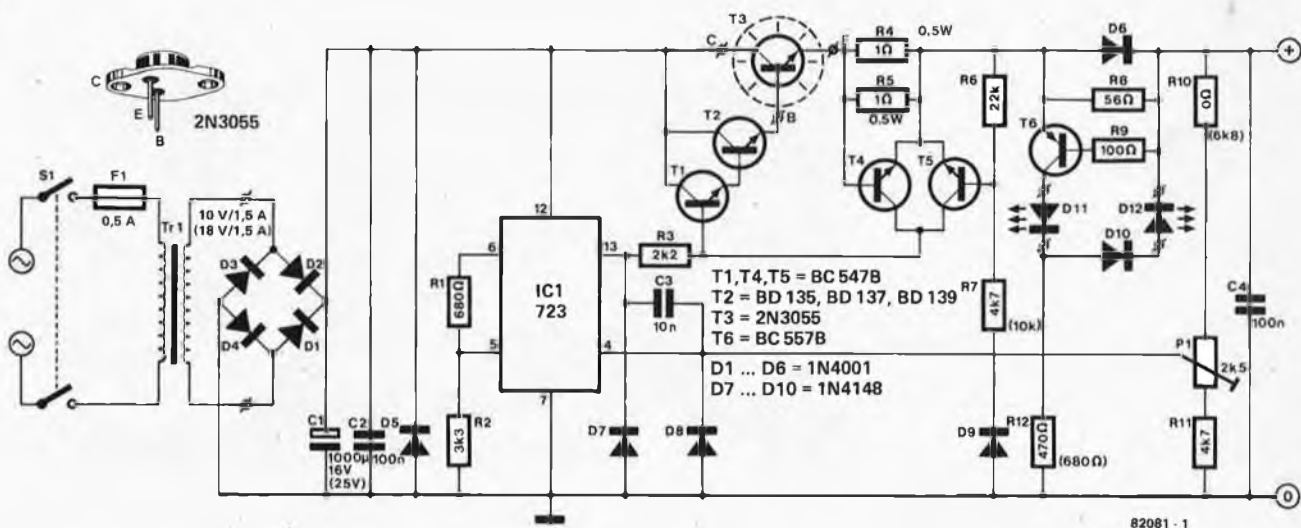 C
E
B
2N3055
S1
F1
0,5 A
Tr 1
10 V/1,5 A
(18 V/1,5 A)
D3
D2
D4
D1
C1
1000µ
16V
(25V)
C2
100n
D5
R1
680Ω
R2
3k3
6
5
12
13
4
7
IC1
723
R3
2k2
C3
10n
D7
D8
T1
T2
T3
C
E
B
R4
1Ω
0,5W
R5
1Ω
0.5W
T4
T5
R6
22k
R7
4k7
(10k)
D9
T1,T4,T5 = BC 547B
T2 = BD 135, BD 137, BD 139
T3 = 2N3055
T6 = BC 557B
D1 ... D6 = 1N4001
D7 ... D10 = 1N4148
D6
R8
56Ω
R9
100Ω
T6
D11
D12
D10
R12
470Ω
(680Ω)
R10
0Ω
(6k8)
P1
2k5
R11
4k7
C4
100n
+
0
82081 - 1